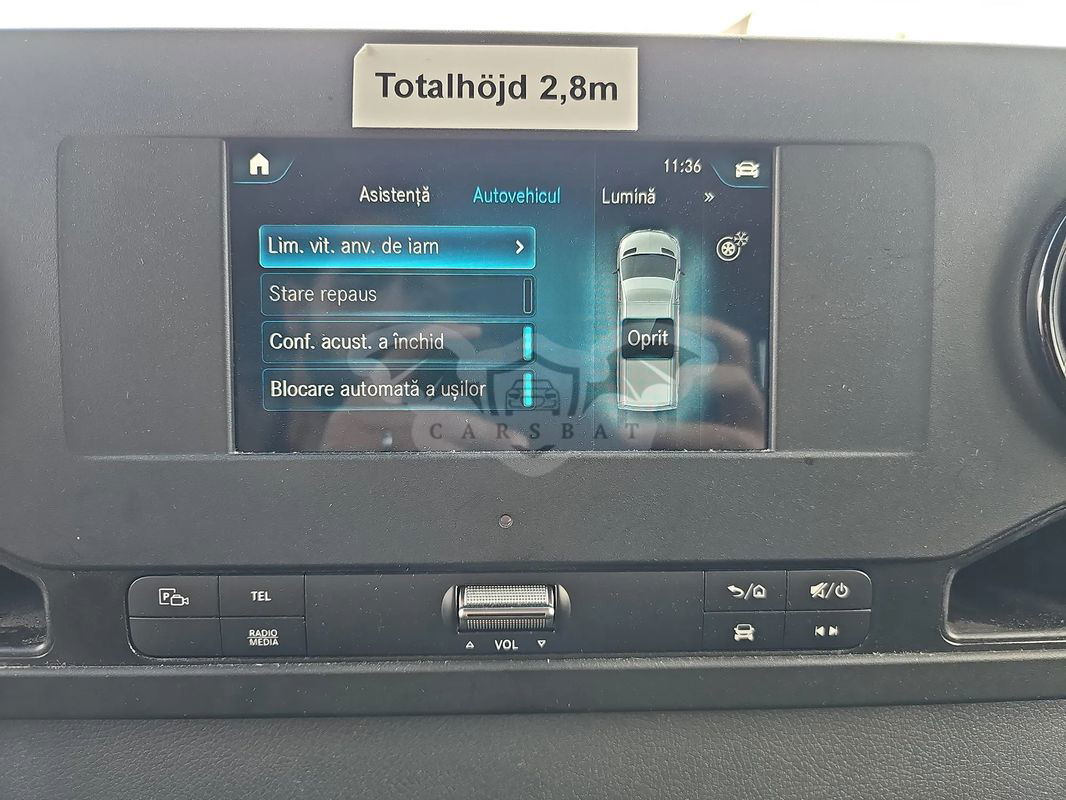 Totalhöjd 2,8m
11:36
Asistență Autovehicul Lumină »
Lim. vit. anv. de iarn
Stare repaus
Conf. acust. a închid
Blocare automată a ușilor
Oprit
CARSBAT
P
TEL
RADIO
MEDIA
VOL